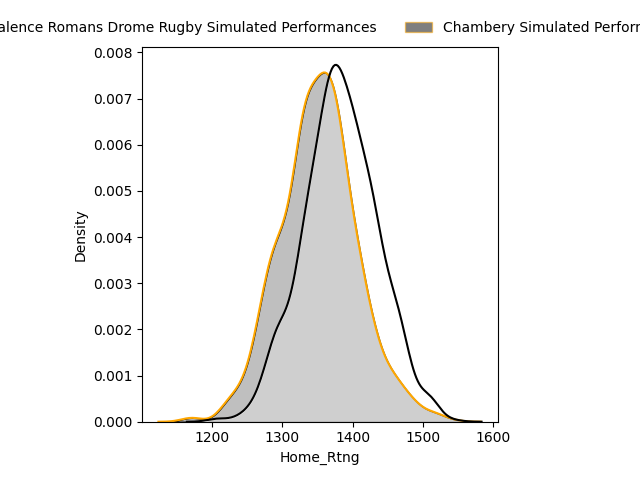 alence Romans Drome Rugby Simulated Performances
Chambery Simulated Perfor
0.008
0.007
0.006
0.005
0.004
0.003
0.002
0.001
0.000
Density
1200 1300 1400 1500 1600
Home_Rtng